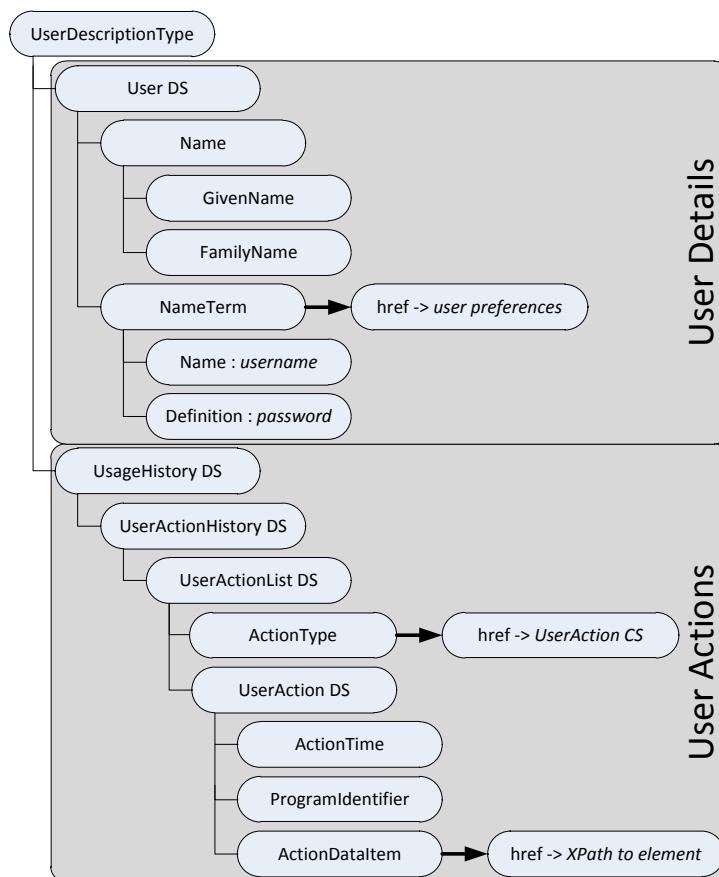 UserDescriptionType
User DS
Name
GivenName
FamilyName
NameTerm
href -> user preferences
Name : username
Definition : password
User Details
UsageHistory DS
UserActionHistory DS
UserActionList DS
ActionType
href -> UserAction CS
UserAction DS
ActionTime
ProgramIdentifier
ActionDataItem
href -> XPath to element
User Actions